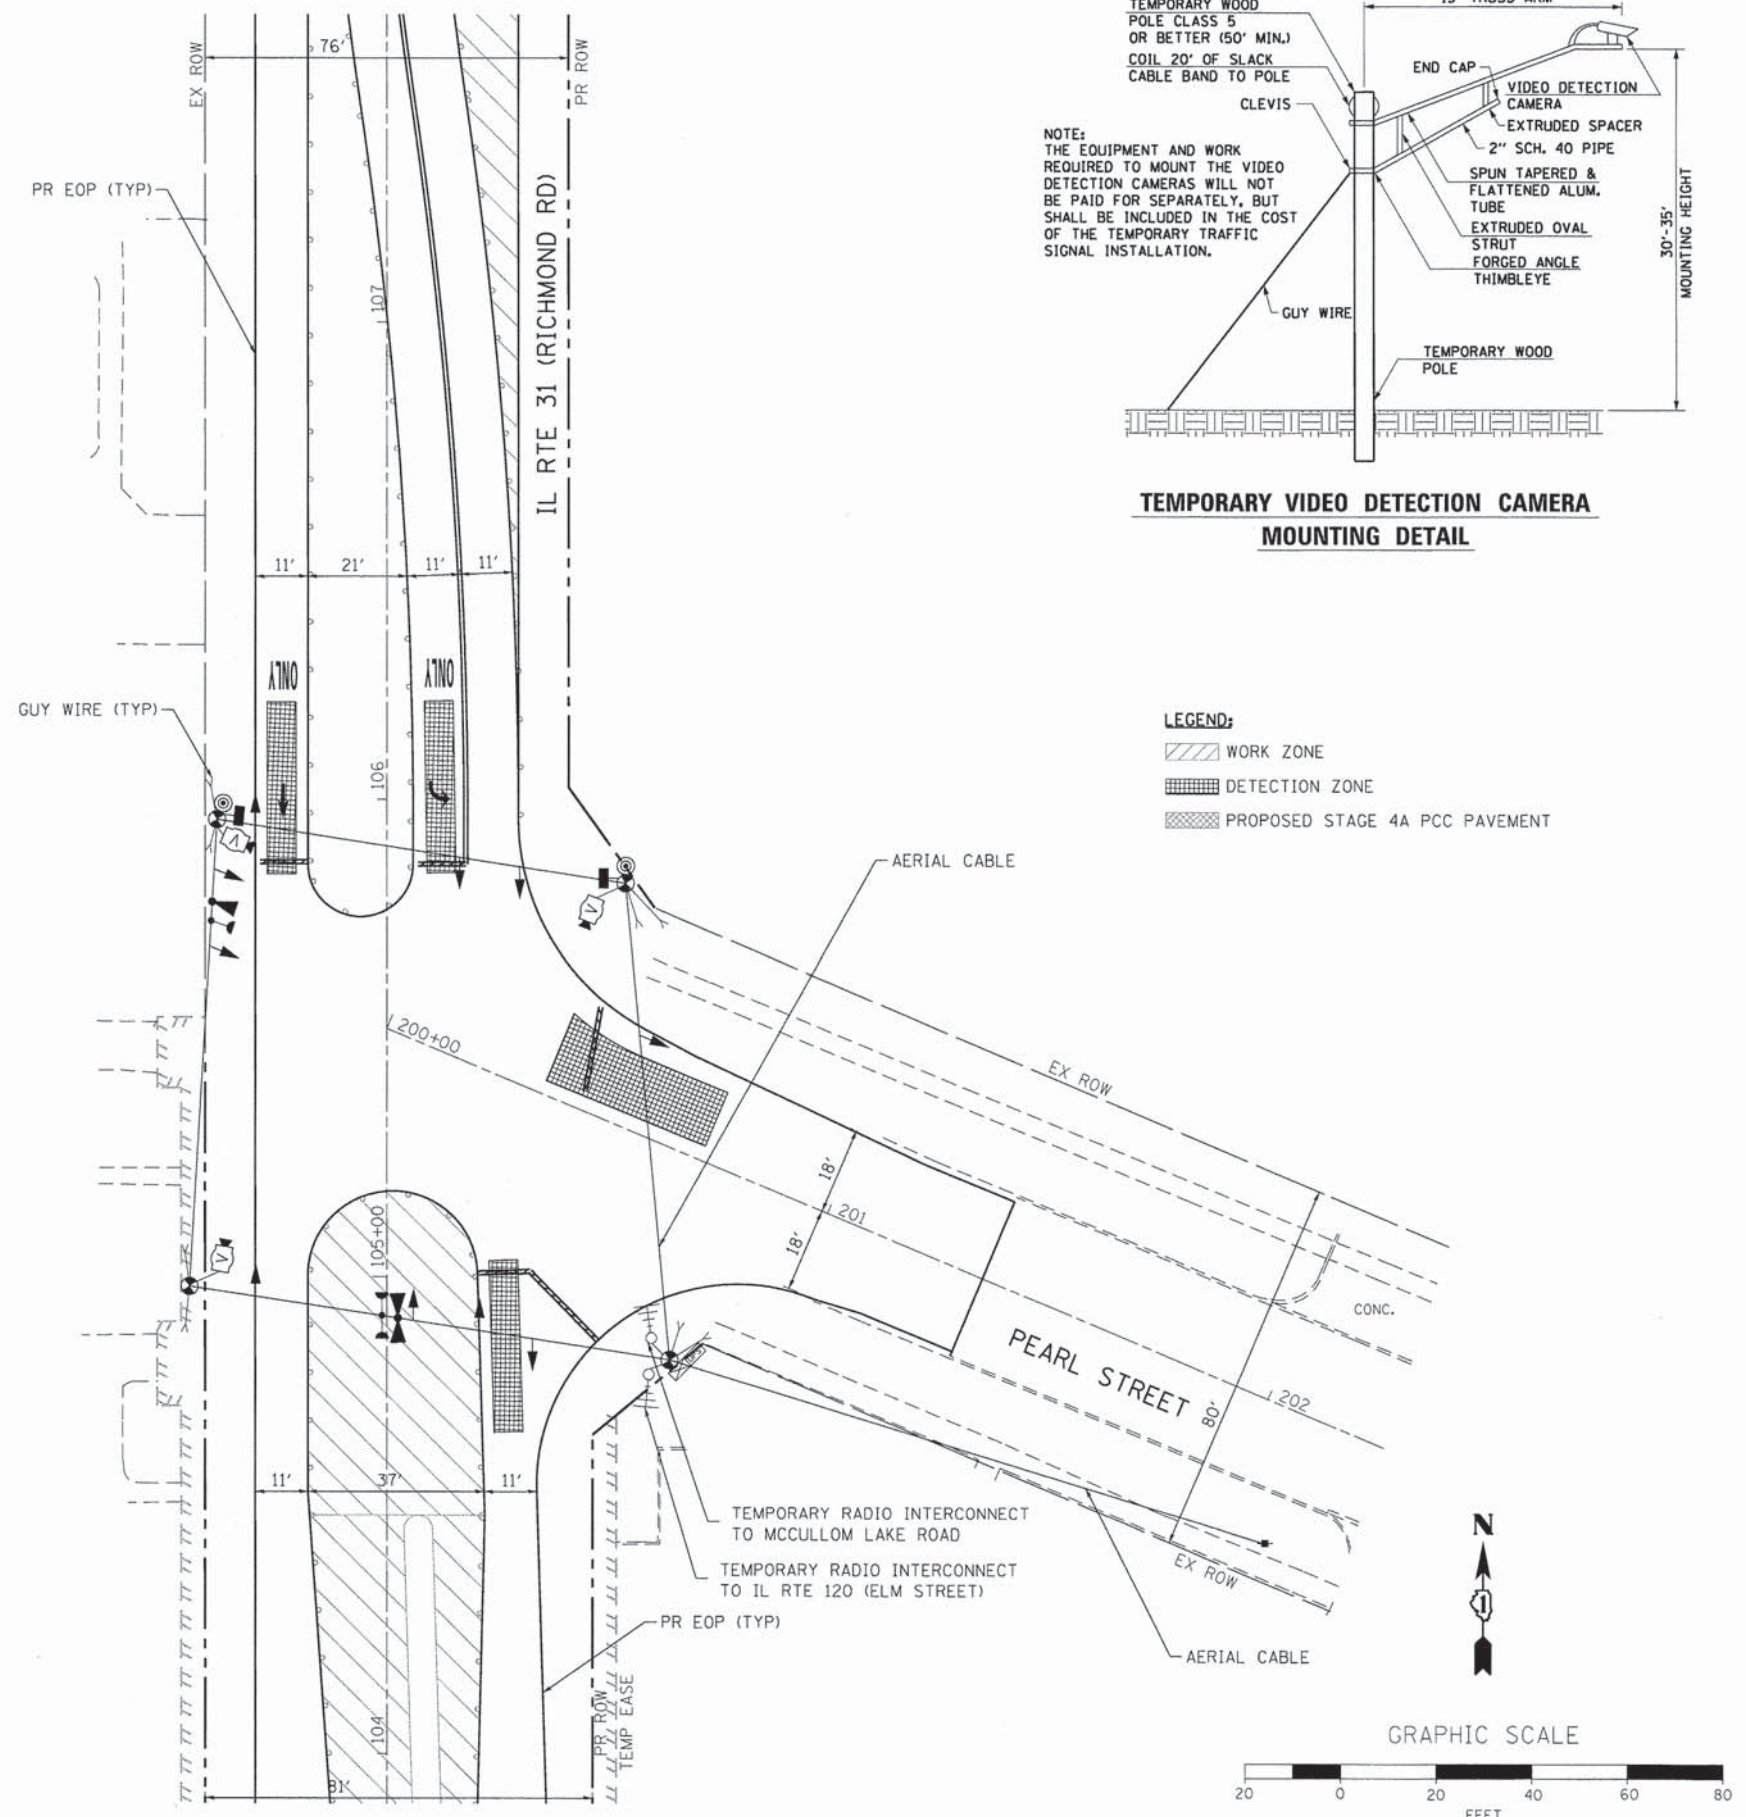 TEMPORARY WOOD
POLE CLASS 5
OR BETTER (50' MIN.)
COIL 20' OF SLACK
CABLE BAND TO POLE
CLEVIS
15' TRUSS ARM
END CAP
VIDEO DETECTION
CAMERA
EXTRUDED SPACER
2" SCH. 40 PIPE
SPUN TAPERED &
FLATTENED ALUM.
TUBE
EXTRUDED OVAL
STRUT
FORGED ANGLE
THIMBLEYE
30'-35'
MOUNTING HEIGHT
NOTE:
THE EQUIPMENT AND WORK
REQUIRED TO MOUNT THE VIDEO
DETECTION CAMERAS WILL NOT
BE PAID FOR SEPARATELY, BUT
SHALL BE INCLUDED IN THE COST
OF THE TEMPORARY TRAFFIC
SIGNAL INSTALLATION.
GUY WIRE
TEMPORARY WOOD
POLE
TEMPORARY VIDEO DETECTION CAMERA
MOUNTING DETAIL
EX ROW
76'
PR ROW
PR EOP (TYP)
107
IL RTE 31 (RICHMOND RD)
11'
21'
11'
11'
ONLY
ONLY
GUY WIRE (TYP)
106
V
V
LEGEND:
WORK ZONE
DETECTION ZONE
PROPOSED STAGE 4A PCC PAVEMENT
AERIAL CABLE
200+00
EX ROW
18'
18'
201
105+00
V
CONC.
PEARL STREET
80'
202
11'
37'
11'
TEMPORARY RADIO INTERCONNECT
TO MCCULLOM LAKE ROAD
TEMPORARY RADIO INTERCONNECT
TO IL RTE 120 (ELM STREET)
EX ROW
PR EOP (TYP)
AERIAL CABLE
N
1
104
PR ROW
TEMP EASE
81'
GRAPHIC SCALE
20 0 20 40 60 80
FEET